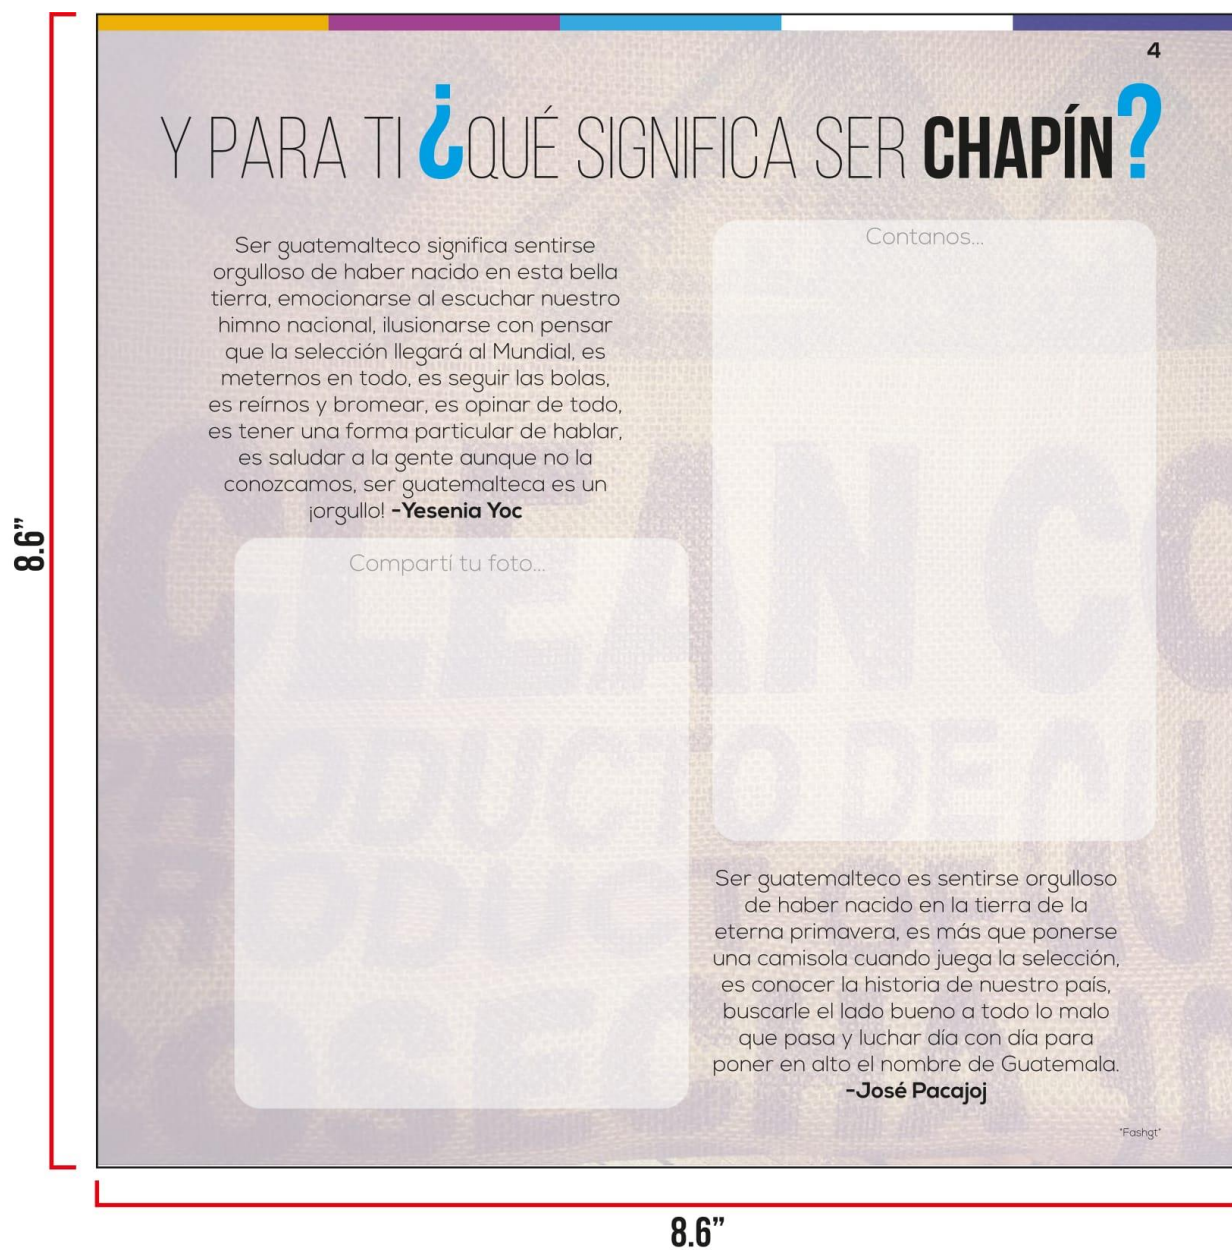 4
Y PARA TI ¿QUÉ SIGNIFICA SER CHAPÍN?
Ser guatemalteco significa sentirse
orgulloso de haber nacido en esta bella
tierra, emocionarse al escuchar nuestro
himno nacional, ilusionarse con pensar
que la selección llegará al Mundial, es
meternos en todo, es seguir las bolas,
es reírnos y bromear, es opinar de todo,
es tener una forma particular de hablar,
es saludar a la gente aunque no la
conozcamos, ser guatemalteca es un
¡orgullo! -Yesenia Yoc
Contanos...
Compartí tu foto...
Ser guatemalteco es sentirse orgulloso
de haber nacido en la tierra de la
eterna primavera, es más que ponerse
una camisola cuando juega la selección,
es conocer la historia de nuestro país,
buscarle el lado bueno a todo lo malo
que pasa y luchar día con día para
poner en alto el nombre de Guatemala.
-José Pacajoj
"Fashgt"
8.6”
8.6”
CLEAN CO
PRODUCTO DE